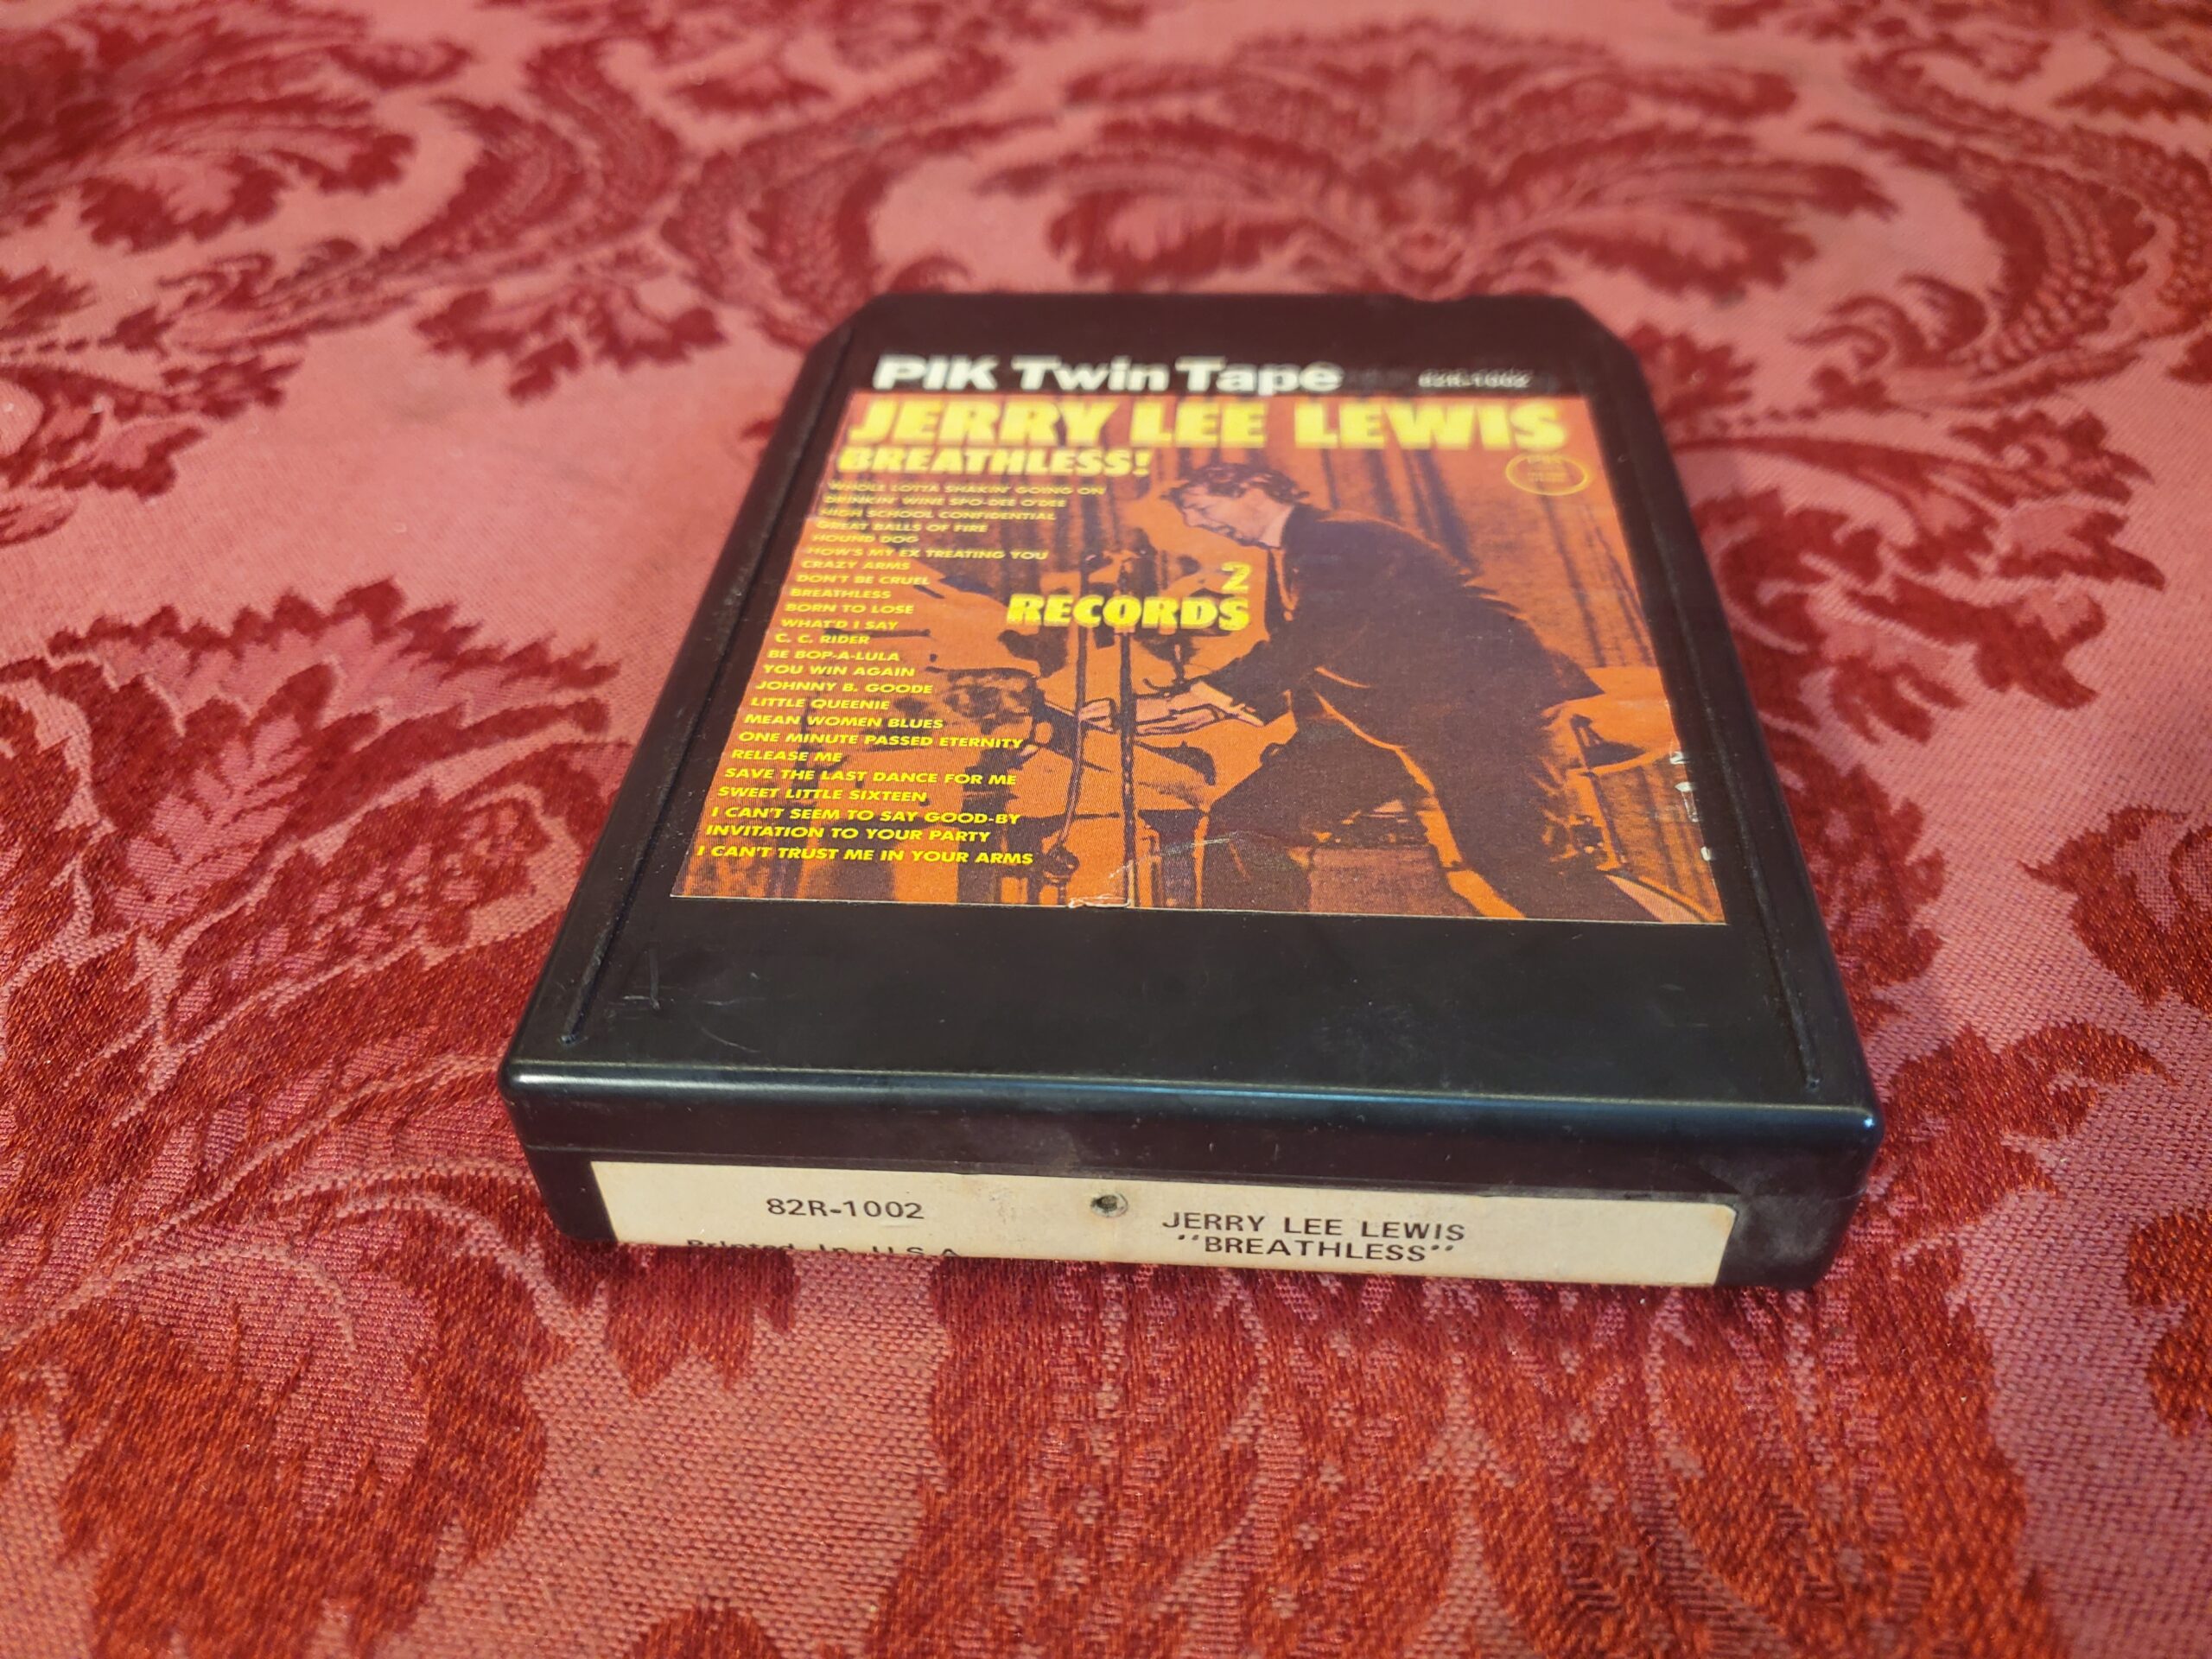 PIK Twin Tape
82R-1002
JERRY LEE LEWIS
BREATHLESS!
WHOLE LOTTA SHAKIN' GOING ON
DRINKIN' WINE SPO-DEE O'DEE
HIGH SCHOOL CONFIDENTIAL
GREAT BALLS OF FIRE
HOUND DOG
HOW'S MY EX TREATING YOU
CRAZY ARMS
DON'T BE CRUEL
BREATHLESS
BORN TO LOSE
WHAT'D I SAY
C. C. RIDER
BE BOP-A-LULA
YOU WIN AGAIN
JOHNNY B. GOODE
LITTLE QUEENIE
MEAN WOMEN BLUES
ONE MINUTE PASSED ETERNITY
RELEASE ME
SAVE THE LAST DANCE FOR ME
SWEET LITTLE SIXTEEN
I CAN'T SEEM TO SAY GOOD-BY
INVITATION TO YOUR PARTY
I CAN'T TRUST ME IN YOUR ARMS
2
RECORDS
82R-1002
Printed In U.S.A.
JERRY LEE LEWIS
"BREATHLESS"